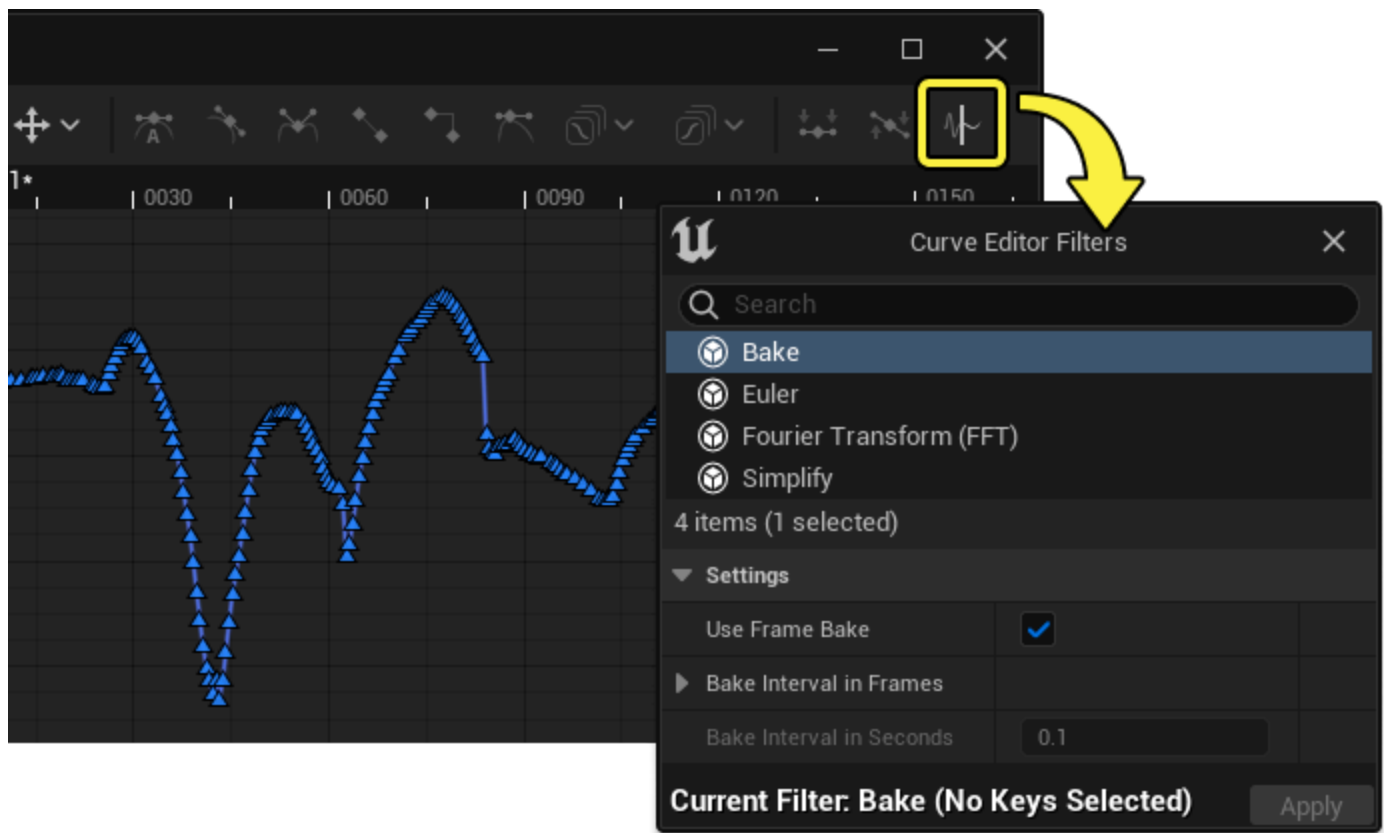 A
1*
0030
0060
0090
0120
0150
Curve Editor Filters
Search
Bake
Euler
Fourier Transform (FFT)
Simplify
4 items (1 selected)
Settings
Use Frame Bake
Bake Interval in Frames
Bake Interval in Seconds
0.1
Current Filter: Bake (No Keys Selected)
Apply